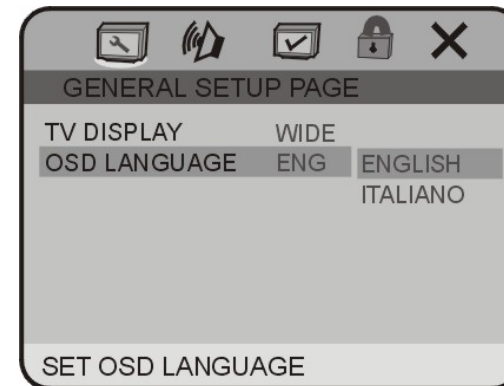 GENERAL SETUP PAGE
TV DISPLAY WIDE
OSD LANGUAGE ENG ENGLISH
ITALIANO
SET OSD LANGUAGE